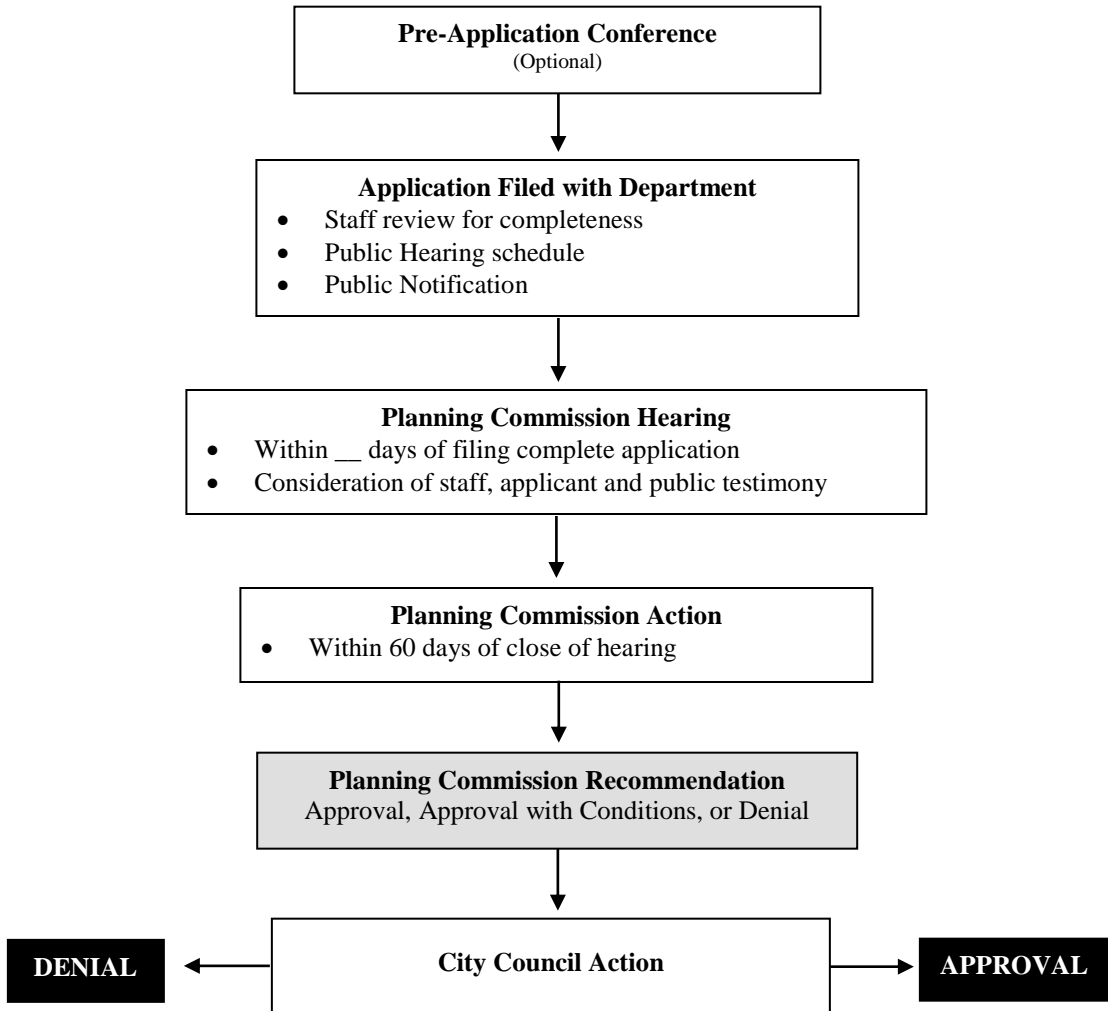 Pre-Application Conference
(Optional)
Application Filed with Department
• Staff review for completeness
• Public Hearing schedule
• Public Notification
Planning Commission Hearing
• Within __ days of filing complete application
• Consideration of staff, applicant and public testimony
Planning Commission Action
• Within 60 days of close of hearing
Planning Commission Recommendation
Approval, Approval with Conditions, or Denial
DENIAL
City Council Action
APPROVAL